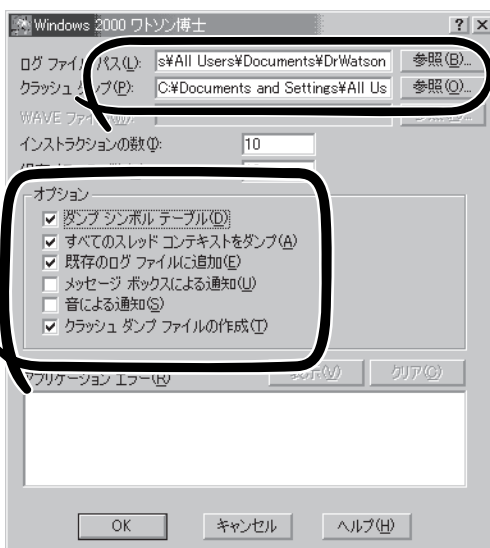 Windows 2000 ワトソン博士
ログ ファイル パス(L): s¥All Users¥Documents¥DrWatson 参照(B)...
クラッシュ ダンプ(P): C:¥Documents and Settings¥All Us 参照(O)...
WAVE
インストラクションの数(I): 10
オプション
ダンプ シンボル テーブル(D)
すべてのスレッド コンテキストをダンプ(A)
既存のログ ファイルに追加(E)
メッセージ ボックスによる通知(U)
音による通知(S)
クラッシュ ダンプ ファイルの作成(T)
アプリケーション エラー(R) 表示(V) クリア(C)
OK キャンセル ヘルプ(H)